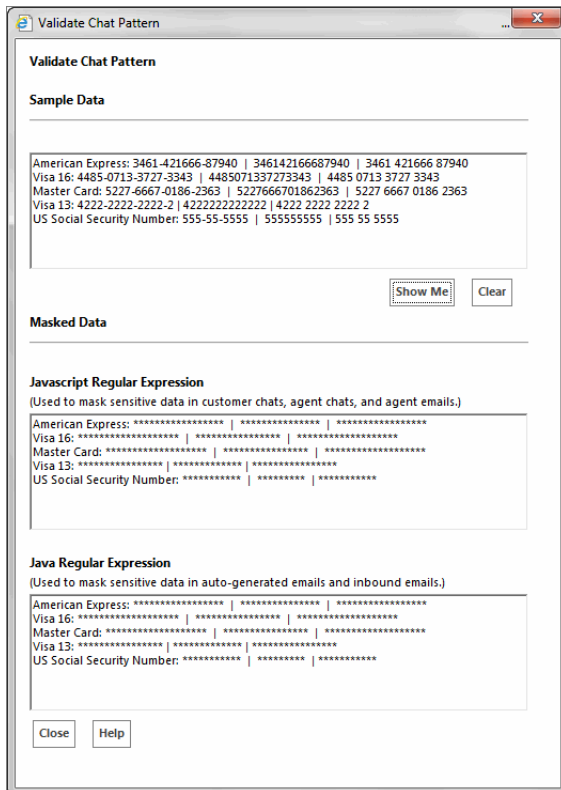 Validate Chat Pattern
... X
Validate Chat Pattern
Sample Data
American Express: 3461-421666-87940 | 346142166687940 | 3461 421666 87940
Visa 16: 4485-0713-3727-3343 | 4485071337273343 | 4485 0713 3727 3343
Master Card: 5227-6667-0186-2363 | 5227666701862363 | 5227 6667 0186 2363
Visa 13: 4222-2222-2222-2 | 4222222222222 | 4222 2222 2222 2
US Social Security Number: 555-55-5555 | 555555555 | 555 55 5555
Show Me Clear
Masked Data
Javascript Regular Expression
(Used to mask sensitive data in customer chats, agent chats, and agent emails.)
American Express: ***************** | *************** | *****************
Visa 16: ******************* | **************** | *******************
Master Card: ******************* | **************** | *******************
Visa 13: **************** | ************* | ****************
US Social Security Number: *********** | ********* | ***********
Java Regular Expression
(Used to mask sensitive data in auto-generated emails and inbound emails.)
American Express: ***************** | *************** | *****************
Visa 16: ******************* | **************** | *******************
Master Card: ******************* | **************** | *******************
Visa 13: **************** | ************* | ****************
US Social Security Number: *********** | ********* | ***********
Close Help